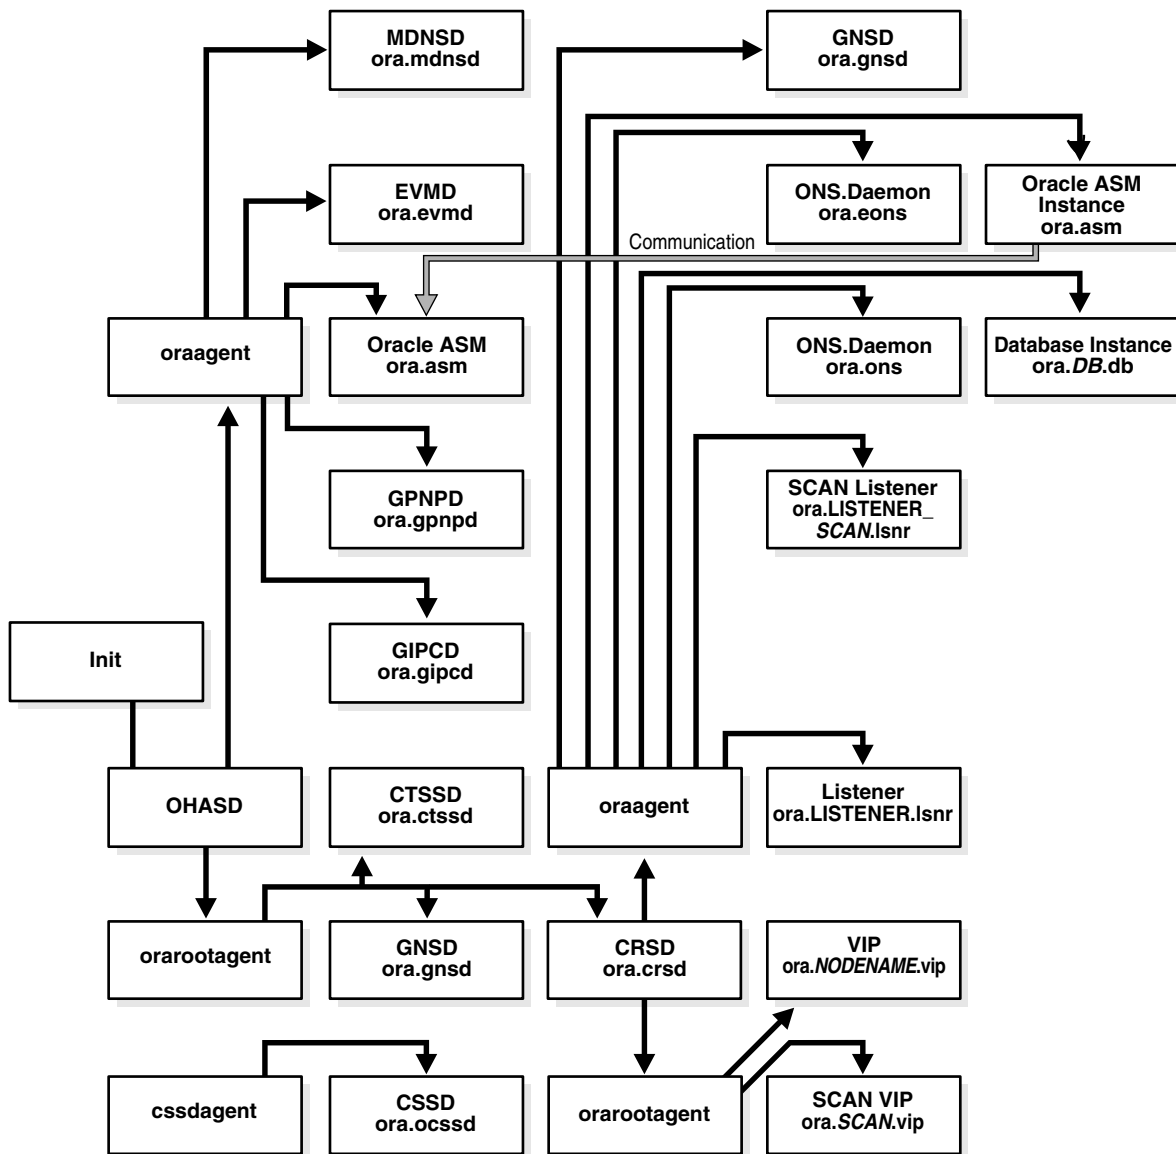 MDNSD
ora.mdnsd
GNSD
ora.gnsd
EVMD
ora.evmd
ONS.Daemon
ora.eons
Oracle ASM
Instance
ora.asm
Communication
oraagent
Oracle ASM
ora.asm
ONS.Daemon
ora.ons
Database Instance
ora.DB.db
GPNPD
ora.gpnpd
SCAN Listener
ora.LISTENER_
SCAN.lsnr
Init
GIPCD
ora.gipcd
OHASD
CTSSD
ora.ctssd
oraagent
Listener
ora.LISTENER.lsnr
orarootagent
GNSD
ora.gnsd
CRSD
ora.crsd
VIP
ora.NODENAME.vip
cssdagent
CSSD
ora.ocssd
orarootagent
SCAN VIP
ora.SCAN.vip